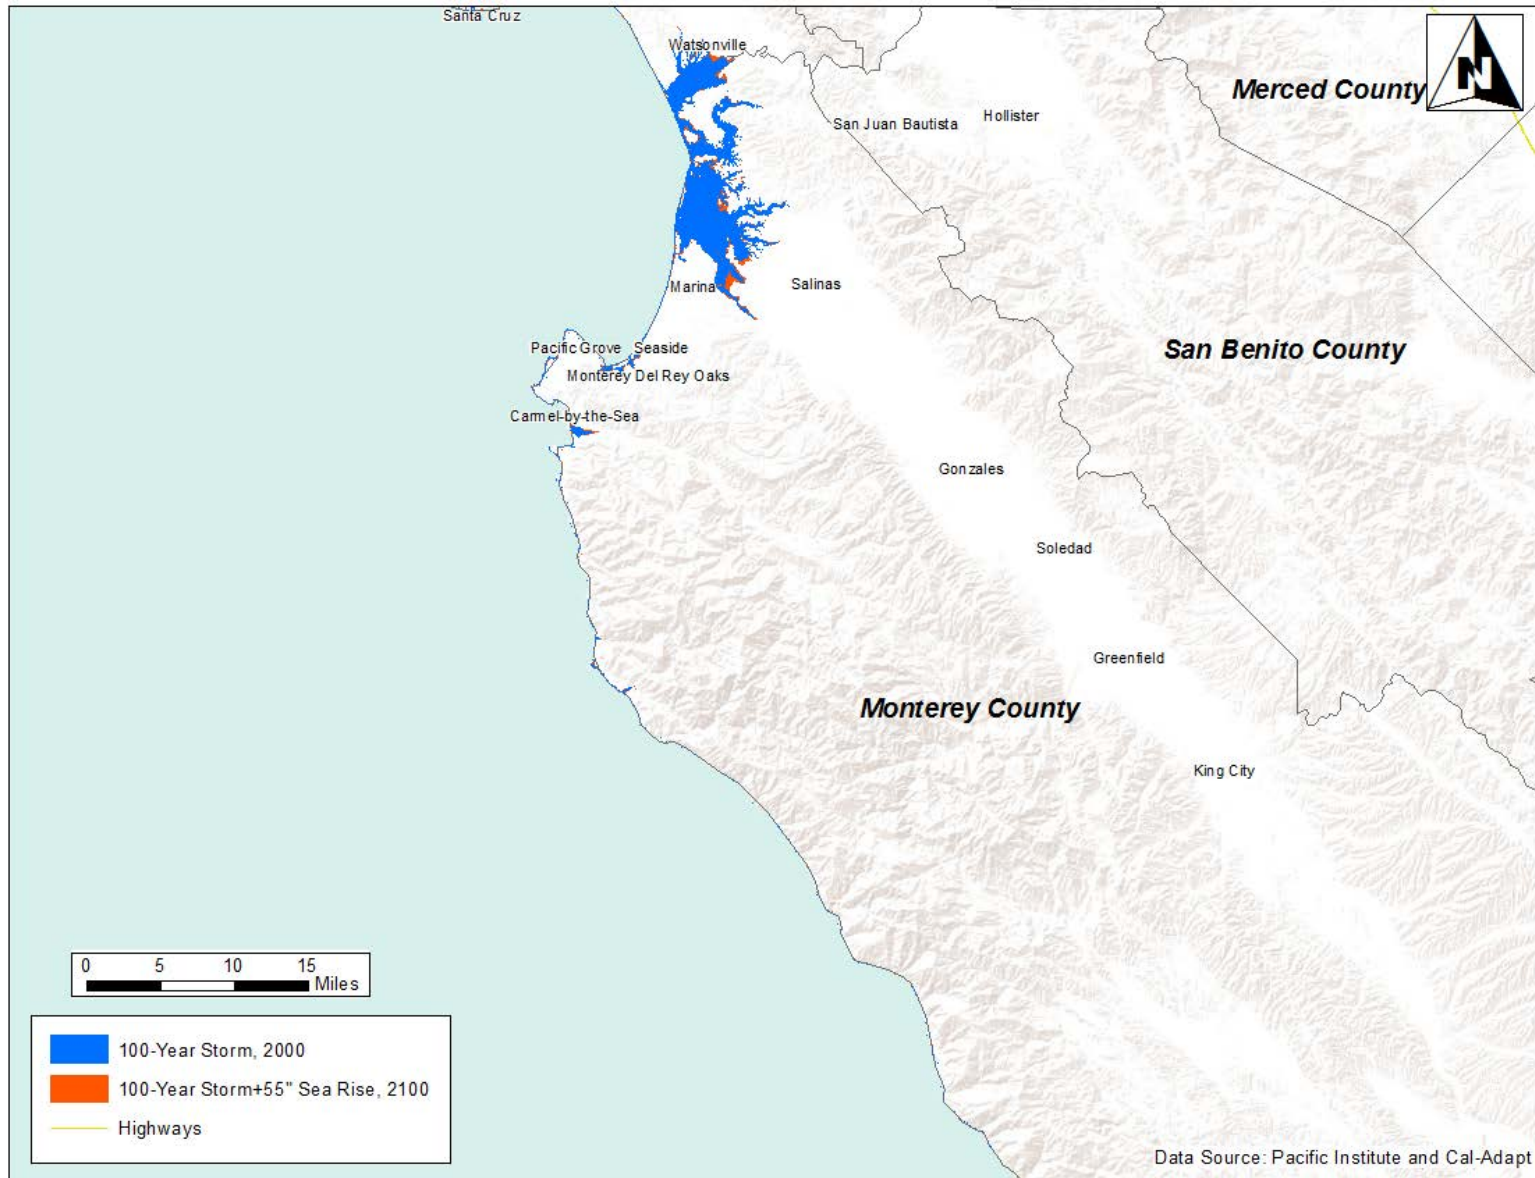 Santa Cruz
Watsonville
N
Merced County
San Juan Bautista
Hollister
Marina
Salinas
Pacific Grove
Seaside
San Benito County
Monterey Del Rey Oaks
Carmel-by-the-Sea
Gonzales
Soledad
Greenfield
Monterey County
King City
0 5 10 15
Miles
100-Year Storm, 2000
100-Year Storm+55" Sea Rise, 2100
Highways
Data Source: Pacific Institute and Cal-Adapt